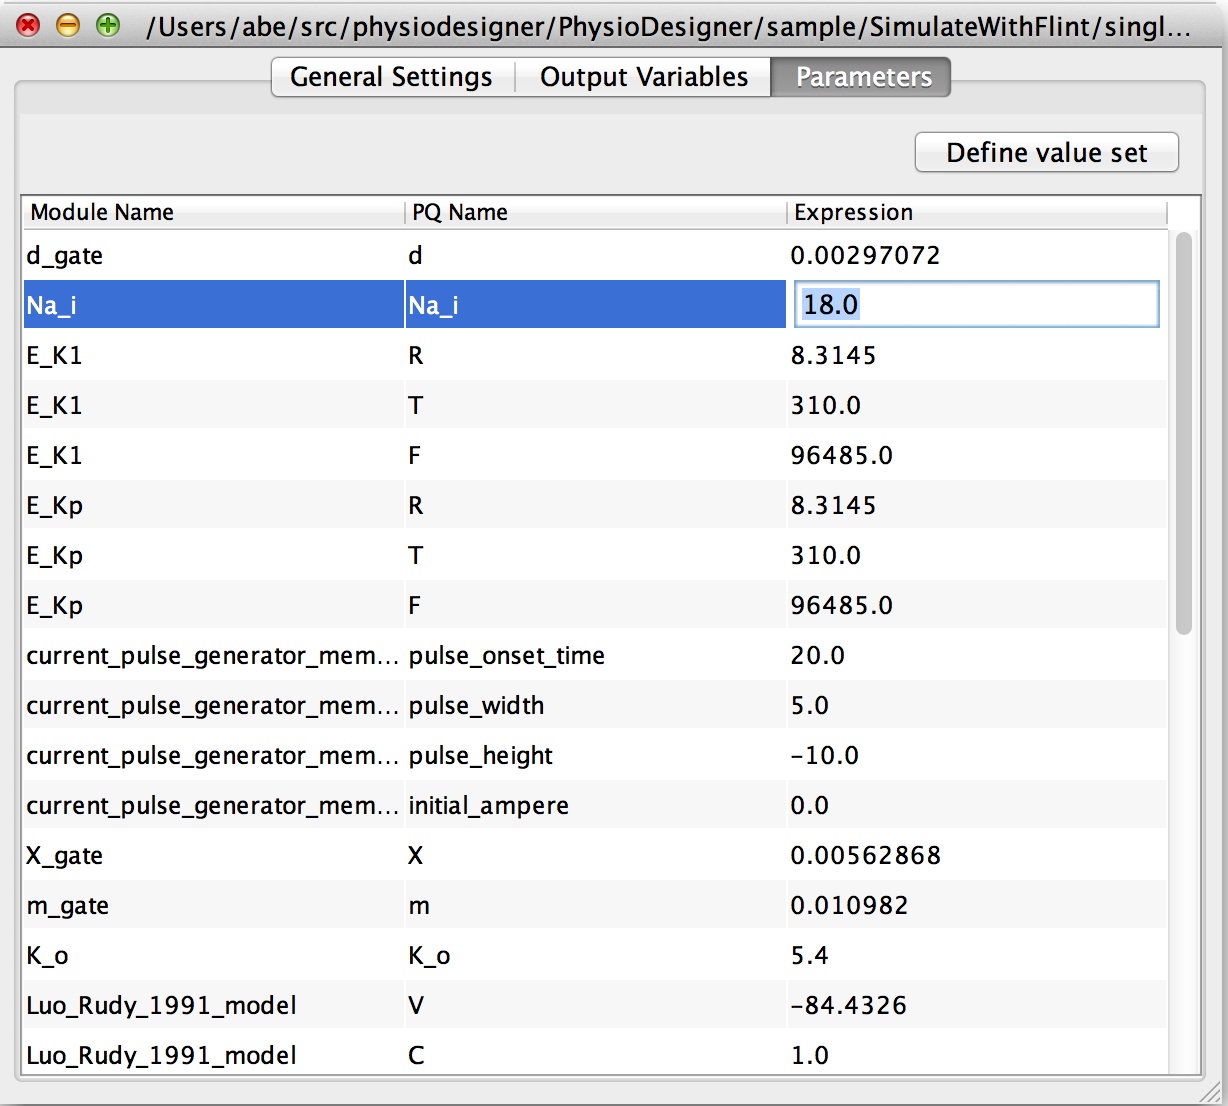 /Users/abe/src/physiodesigner/PhysioDesigner/sample/SimulateWithFlint/singl...
General Settings Output Variables Parameters
Define value set
Module Name PQ Name Expression
d_gate d 0.00297072
Na_i Na_i 18.0
E_K1 R 8.3145
E_K1 T 310.0
E_K1 F 96485.0
E_Kp R 8.3145
E_Kp T 310.0
E_Kp F 96485.0
current_pulse_generator_mem... pulse_onset_time 20.0
current_pulse_generator_mem... pulse_width 5.0
current_pulse_generator_mem... pulse_height -10.0
current_pulse_generator_mem... initial_ampere 0.0
X_gate X 0.00562868
m_gate m 0.010982
K_o K_o 5.4
Luo_Rudy_1991_model V -84.4326
Luo_Rudy_1991_model C 1.0